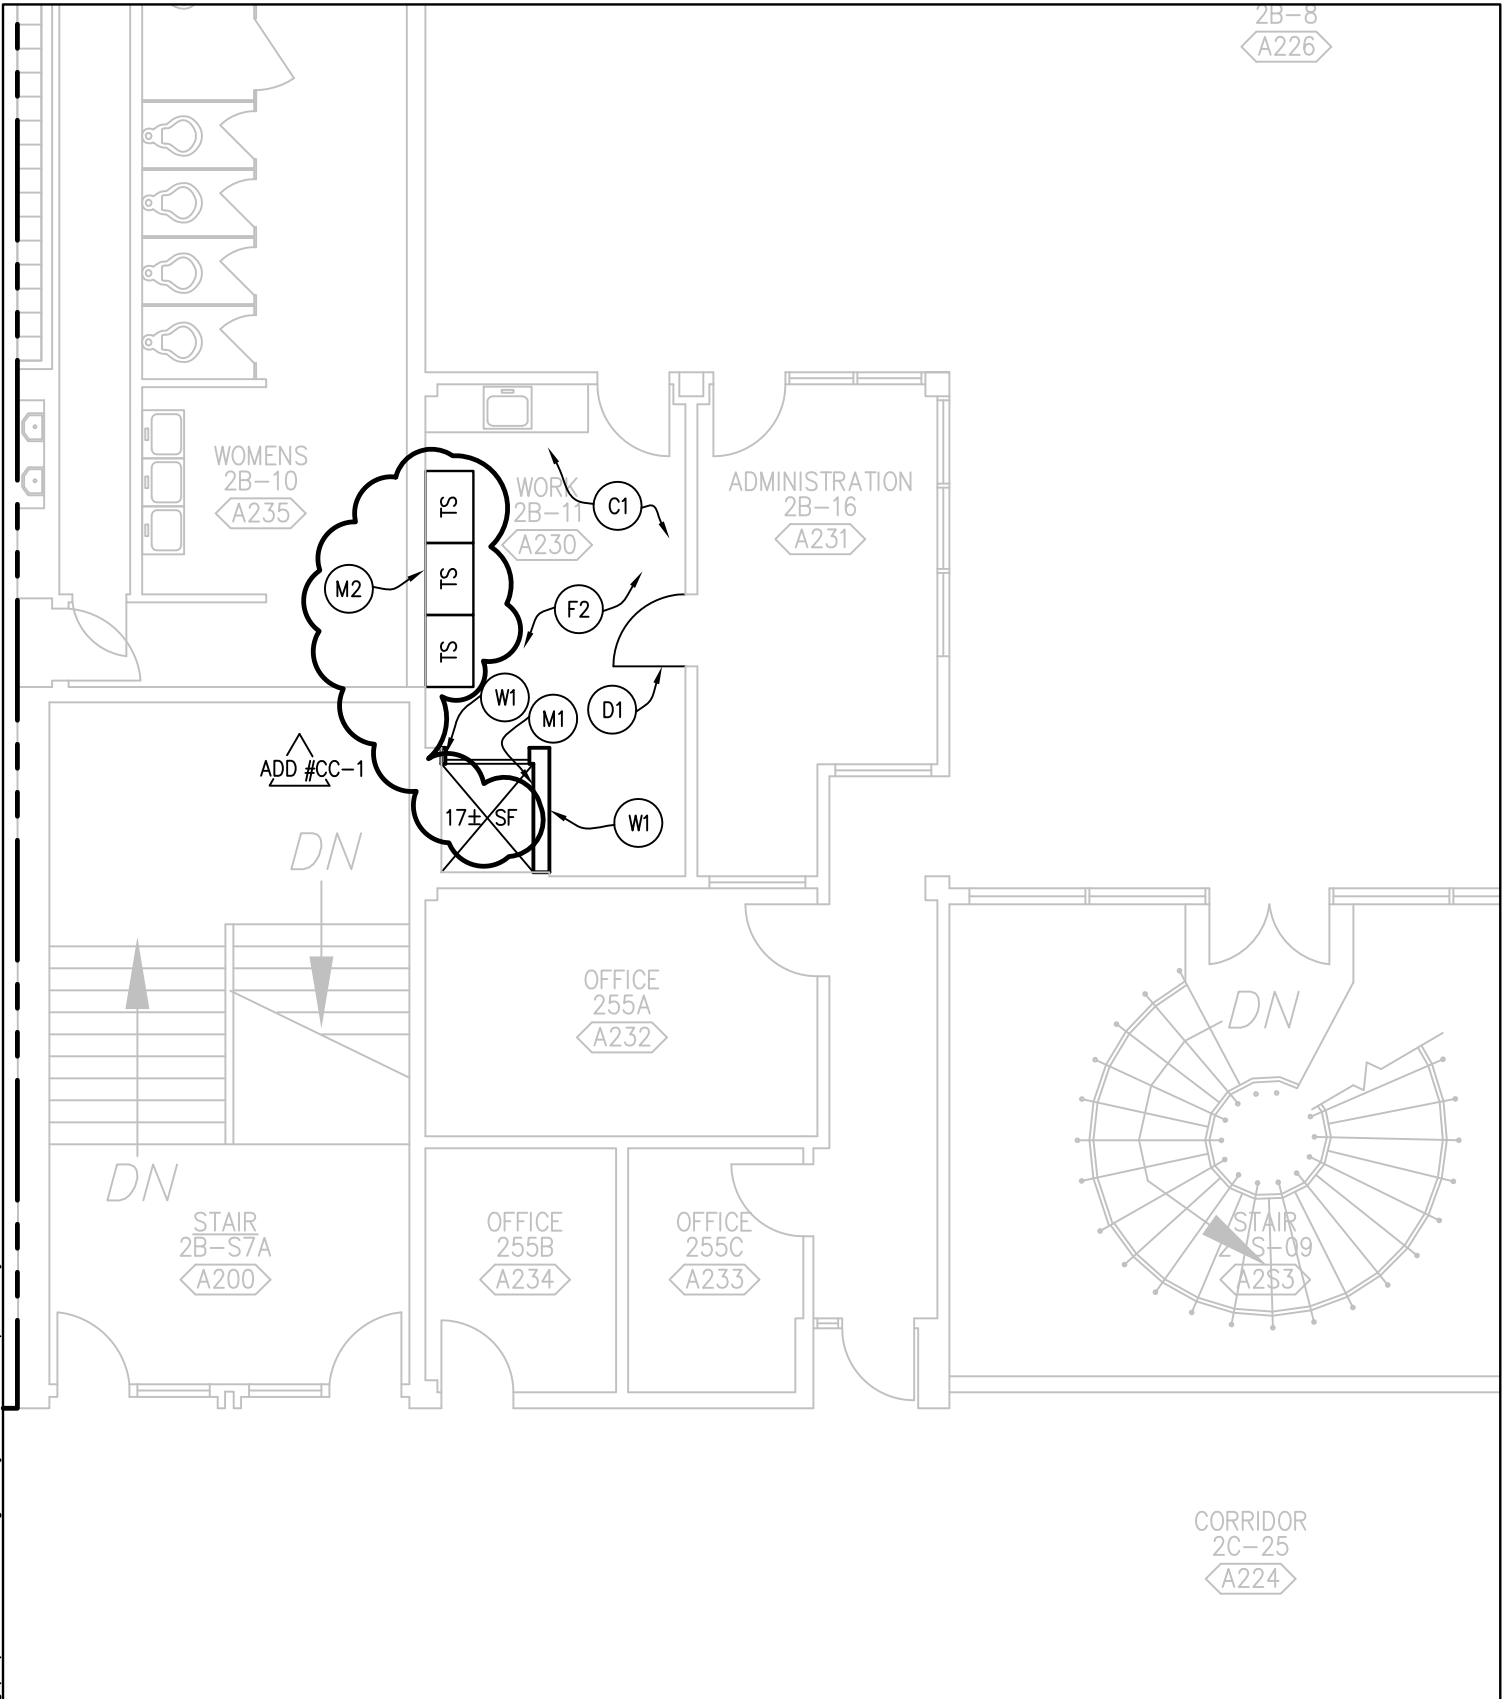 2B-8
A226
WOMENS
2B-10
A235
WORK
2B-11
A230
ADMINISTRATION
2B-16
A231
TS
TS
TS
C1
M2
F2
W1
M1
D1
ADD #CC-1
17± SF
W1
DN
OFFICE
255A
A232
DN
DN
STAIR
2B-S7A
A200
OFFICE
255B
A234
OFFICE
255C
A233
STAIR
S-09
A2S3
CORRIDOR
2C-25
A224